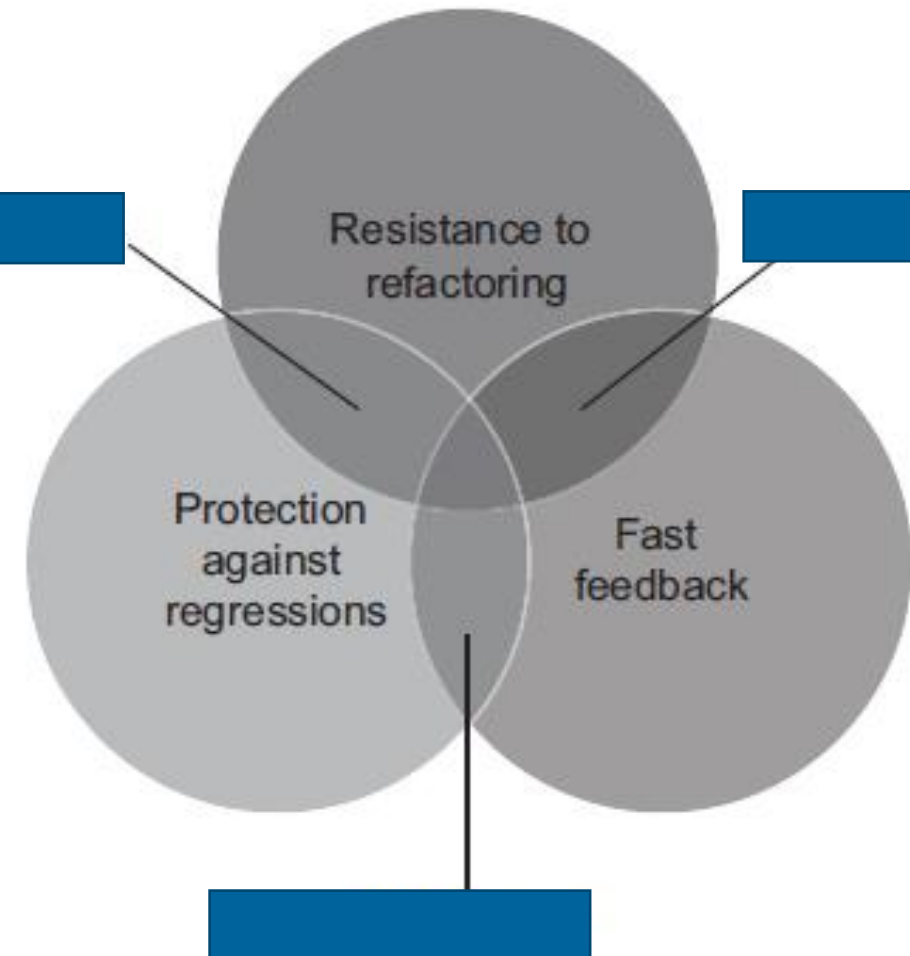 Resistance to
refactoring
Protection
against
regressions
Fast
feedback